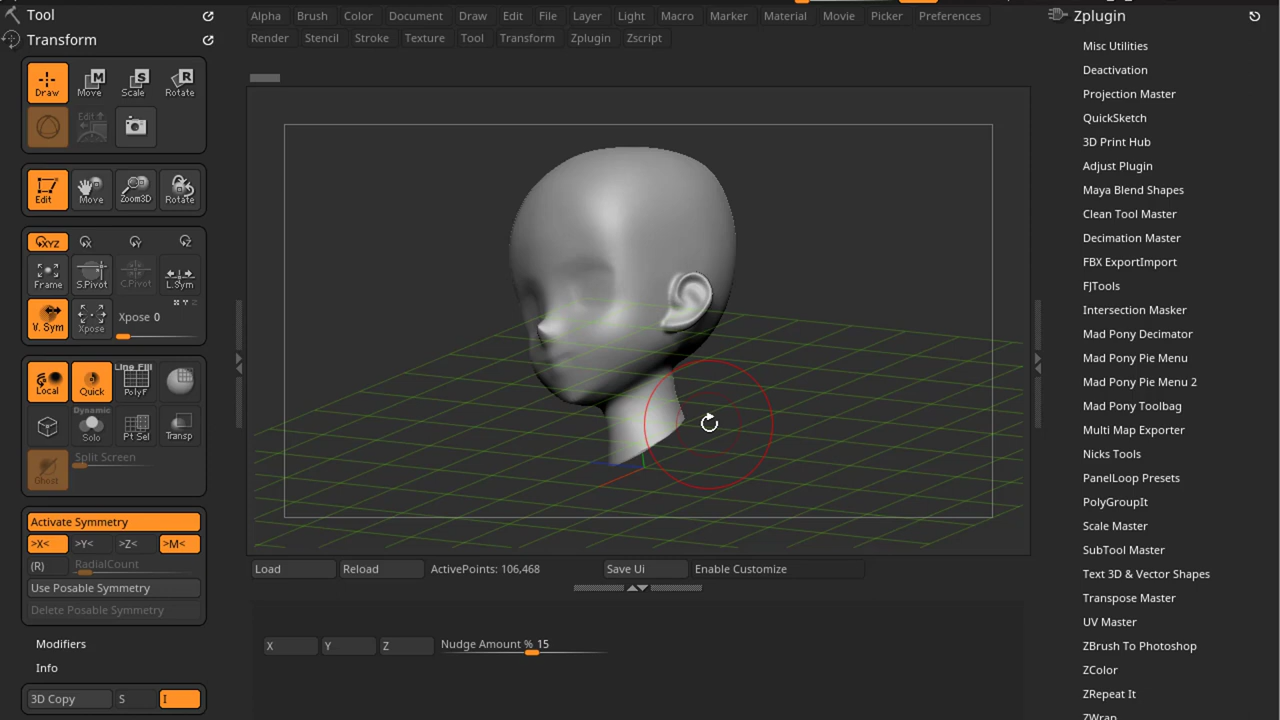 Tool
Transform
Draw Move Scale Rotate
Edit
Edit Move Zoom3D Rotate
XYZ X Y Z
Frame S.Pivot C.Pivot L.Sym
V. Sym Xpose Xpose 0
Line Fill
Local Quick PolyF
Dynamic
Solo Pt Sel Transp
Ghost Split Screen
Activate Symmetry
>X< >Y< >Z< >M<
(R) RadialCount
Use Posable Symmetry
Delete Posable Symmetry
Modifiers
Info
3D Copy S I
Alpha Brush Color Document Draw Edit File Layer Light Macro Marker Material Movie Picker Preferences
Render Stencil Stroke Texture Tool Transform Zplugin Zscript
Load Reload ActivePoints: 106,468 Save Ui Enable Customize
X Y Z Nudge Amount % 15
Zplugin
Misc Utilities
Deactivation
Projection Master
QuickSketch
3D Print Hub
Adjust Plugin
Maya Blend Shapes
Clean Tool Master
Decimation Master
FBX ExportImport
FJTools
Intersection Masker
Mad Pony Decimator
Mad Pony Pie Menu
Mad Pony Pie Menu 2
Mad Pony Toolbag
Multi Map Exporter
Nicks Tools
PanelLoop Presets
PolyGroupIt
Scale Master
SubTool Master
Text 3D & Vector Shapes
Transpose Master
UV Master
ZBrush To Photoshop
ZColor
ZRepeat It
ZWrap